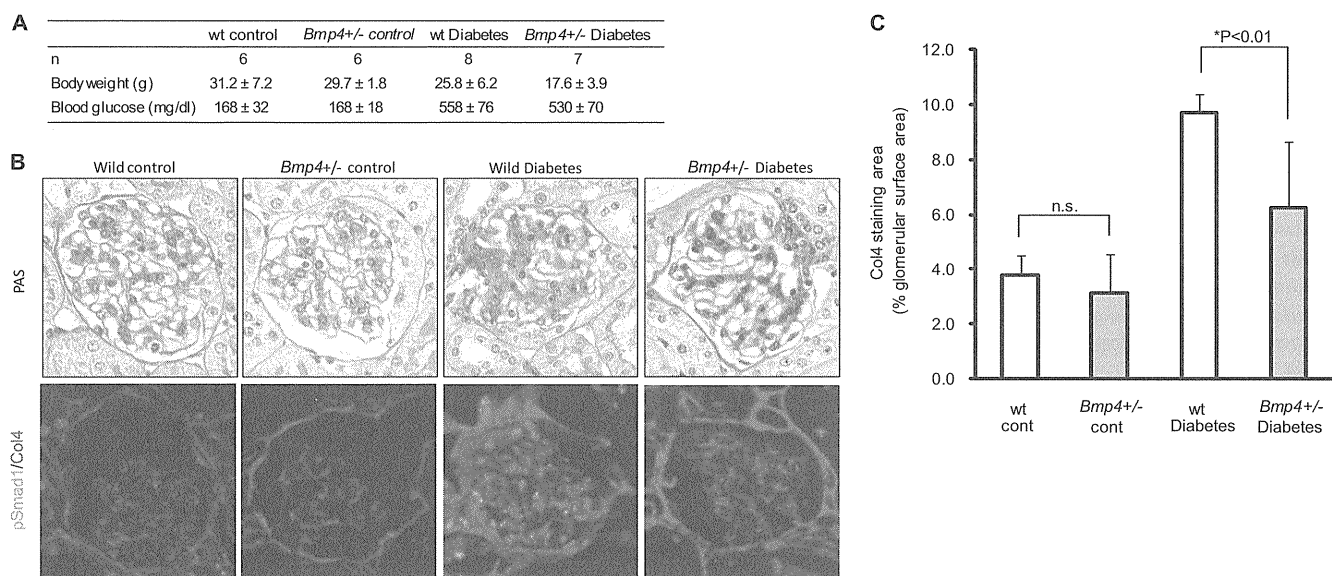 A
wt control Bmp4+/- control wt Diabetes Bmp4+/- Diabetes
n 6 6 8 7
Body weight (g) 31.2 ± 7.2 29.7 ± 1.8 25.8 ± 6.2 17.6 ± 3.9
Blood glucose (mg/dl) 168 ± 32 168 ± 18 558 ± 76 530 ± 70
B
Wild control Bmp4+/- control Wild Diabetes Bmp4+/- Diabetes
PAS
pSmad1/Col4
C
Col4 staining area
(% glomerular surface area)
12.0
10.0
8.0
6.0
4.0
2.0
0.0
n.s.
*P<0.01
wt
cont
Bmp4+/-
cont
wt
Diabetes
Bmp4+/-
Diabetes